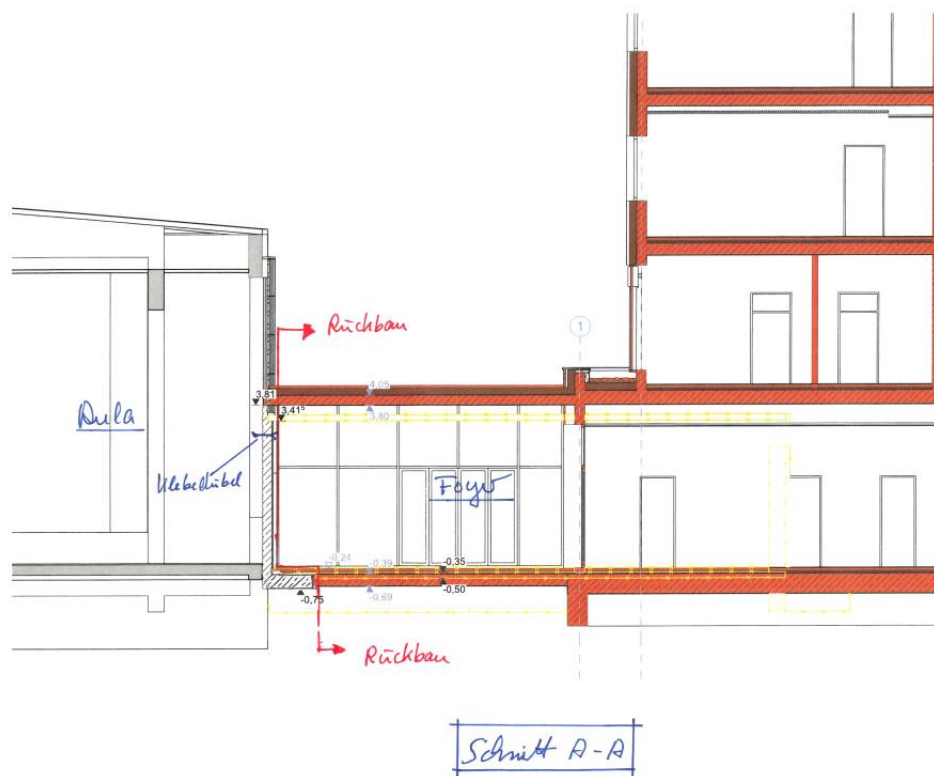 Rückbau
1
4.05
3.81
3.80
3.41⁵
Aula
Klebedübel
Foyer
-0,24
-0,39
-0,35
-0,50
-0,69
-0,75
Rückbau
Schnitt A-A